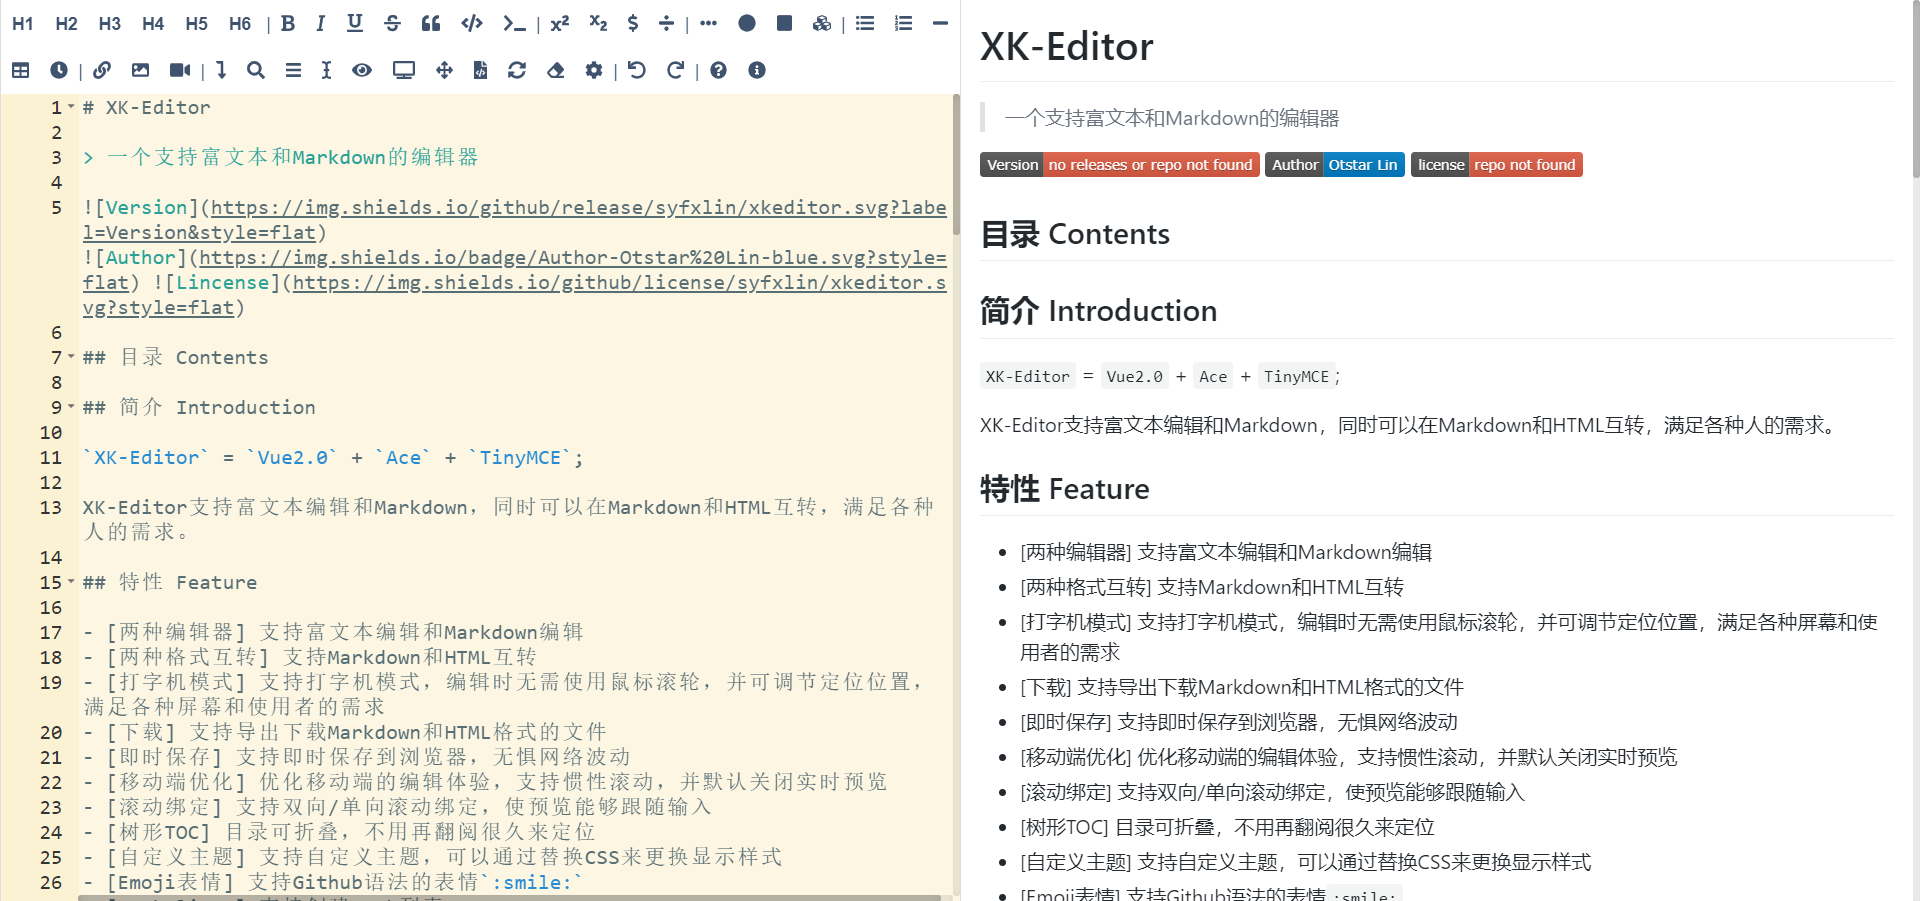 H1 H2 H3 H4 H5 H6
1 # XK-Editor
2
3 > 一个支持富文本和Markdown的编辑器
4
5 ![Version](https://img.shields.io/github/release/syfxlin/xkeditor.svg?labe
l=Version&style=flat)
![Author](https://img.shields.io/badge/Author-Otstar%20Lin-blue.svg?style=
flat) ![Lincense](https://img.shields.io/github/license/syfxlin/xkeditor.s
vg?style=flat)
6
7 ## 目录 Contents
8
9 ## 简介 Introduction
10
11 `XK-Editor` = `Vue2.0` + `Ace` + `TinyMCE`;
12
13 XK-Editor支持富文本编辑和Markdown，同时可以在Markdown和HTML互转，满足各种
人的需求。
14
15 ## 特性 Feature
16
17 - [两种编辑器] 支持富文本编辑和Markdown编辑
18 - [两种格式互转] 支持Markdown和HTML互转
19 - [打字机模式] 支持打字机模式，编辑时无需使用鼠标滚轮，并可调节定位位置，
满足各种屏幕和使用者的需求
20 - [下载] 支持导出下载Markdown和HTML格式的文件
21 - [即时保存] 支持即时保存到浏览器，无惧网络波动
22 - [移动端优化] 优化移动端的编辑体验，支持惯性滚动，并默认关闭实时预览
23 - [滚动绑定] 支持双向/单向滚动绑定，使预览能够跟随输入
24 - [树形TOC] 目录可折叠，不用再翻阅很久来定位
25 - [自定义主题] 支持自定义主题，可以通过替换CSS来更换显示样式
26 - [Emoji表情] 支持Github语法的表情`:smile:`
XK-Editor
一个支持富文本和Markdown的编辑器
Version no releases or repo not found Author Otstar Lin license repo not found
目录 Contents
简介 Introduction
XK-Editor = Vue2.0 + Ace + TinyMCE;
XK-Editor支持富文本编辑和Markdown，同时可以在Markdown和HTML互转，满足各种人的需求。
特性 Feature
• [两种编辑器] 支持富文本编辑和Markdown编辑
• [两种格式互转] 支持Markdown和HTML互转
• [打字机模式] 支持打字机模式，编辑时无需使用鼠标滚轮，并可调节定位位置，满足各种屏幕和使
用者的需求
• [下载] 支持导出下载Markdown和HTML格式的文件
• [即时保存] 支持即时保存到浏览器，无惧网络波动
• [移动端优化] 优化移动端的编辑体验，支持惯性滚动，并默认关闭实时预览
• [滚动绑定] 支持双向/单向滚动绑定，使预览能够跟随输入
• [树形TOC] 目录可折叠，不用再翻阅很久来定位
• [自定义主题] 支持自定义主题，可以通过替换CSS来更换显示样式
• [Emoji表情] 支持Github语法的表情 :smile: